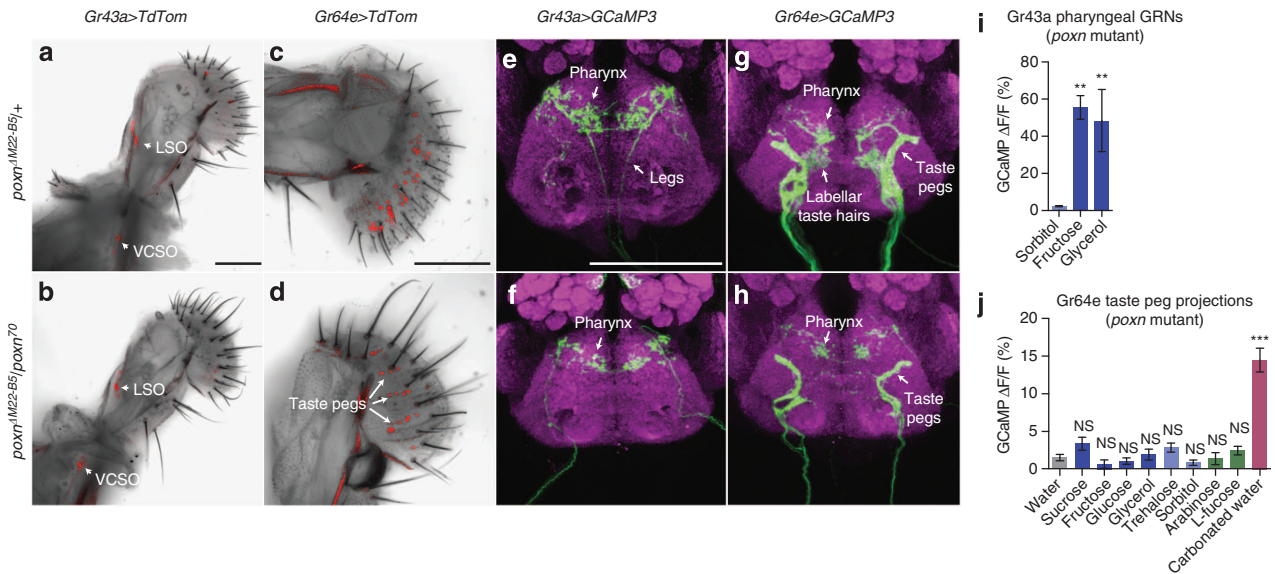 Gr43a>TdTom
Gr64e>TdTom
Gr43a>GCaMP3
Gr64e>GCaMP3
poxnΔM22-B5/+
poxnΔM22-B5/poxn70
a
LSO
VCSO
c
e
Pharynx
Legs
g
Pharynx
Taste
pegs
Labellar
taste hairs
b
LSO
VCSO
d
Taste pegs
f
Pharynx
h
Pharynx
Taste
pegs
i
Gr43a pharyngeal GRNs
(poxn mutant)
GCaMP ΔF/F (%)
80
60
40
20
0
**
**
Sorbitol
Fructose
Glycerol
j
Gr64e taste peg projections
(poxn mutant)
GCaMP ΔF/F (%)
20
15
10
5
0
NS
NS
NS
NS
NS
NS
NS
NS
***
Water
Sucrose
Fructose
Glucose
Glycerol
Trehalose
Sorbitol
Arabinose
L-fucose
Carbonated water